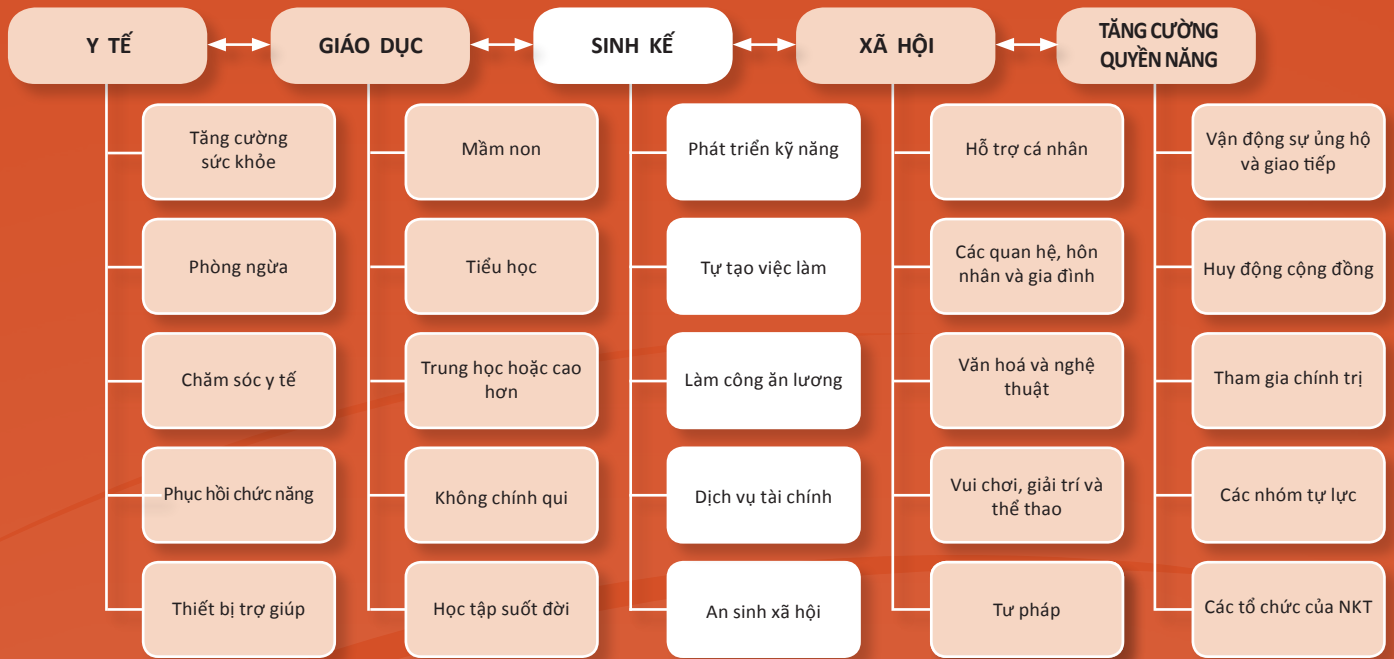 Y TẾ
GIÁO DỤC
SINH KẾ
XÃ HỘI
TĂNG CƯỜNG
QUYỀN NĂNG
Tăng cường
sức khỏe
Phòng ngừa
Chăm sóc y tế
Phục hồi chức năng
Thiết bị trợ giúp
Mầm non
Tiểu học
Trung học hoặc cao
hơn
Không chính qui
Học tập suốt đời
Phát triển kỹ năng
Tự tạo việc làm
Làm công ăn lương
Dịch vụ tài chính
An sinh xã hội
Hỗ trợ cá nhân
Các quan hệ, hôn
nhân và gia đình
Văn hoá và nghệ
thuật
Vui chơi, giải trí và
thể thao
Tư pháp
Vận động sự ủng hộ
và giao tiếp
Huy động cộng đồng
Tham gia chính trị
Các nhóm tự lực
Các tổ chức của NKT